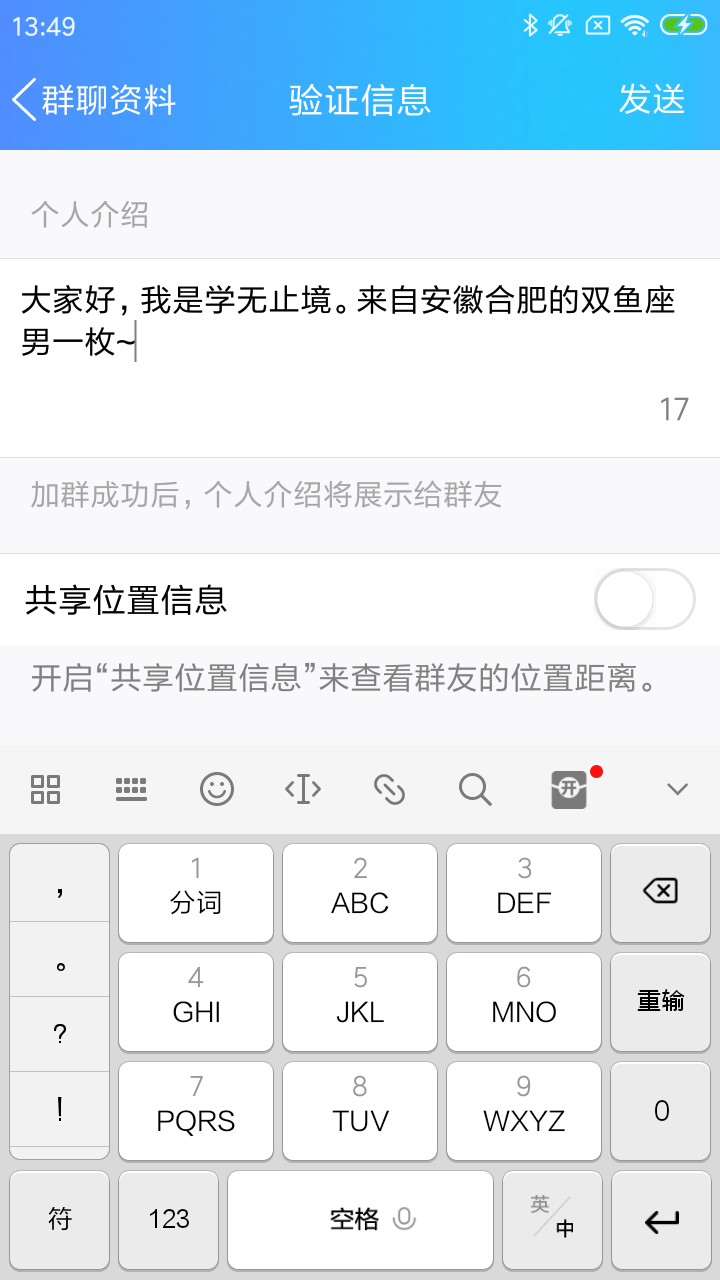 13:49
群聊资料 验证信息 发送
个人介绍
大家好，我是学无止境。来自安徽合肥的双鱼座
男一枚~
17
加群成功后，个人介绍将展示给群友
共享位置信息
开启“共享位置信息”来查看群友的位置距离。
开
， 1 2 3
分词 ABC DEF
。 4 5 6
GHI JKL MNO 重输
？
！ 7 8 9
PQRS TUV WXYZ 0
符 123 空格 英/中